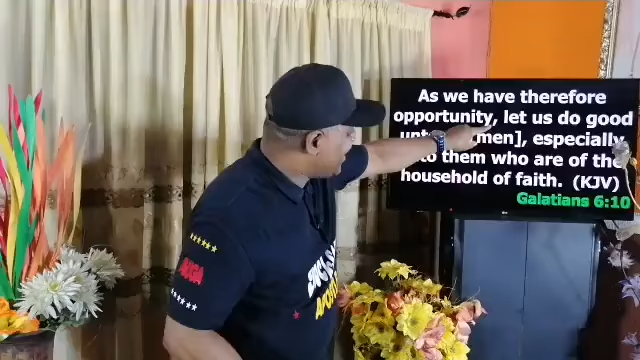 As we have therefore
opportunity, let us do good
men], especially
to them who are of the
household of faith. (KJV)
Galatians 6:10
LG